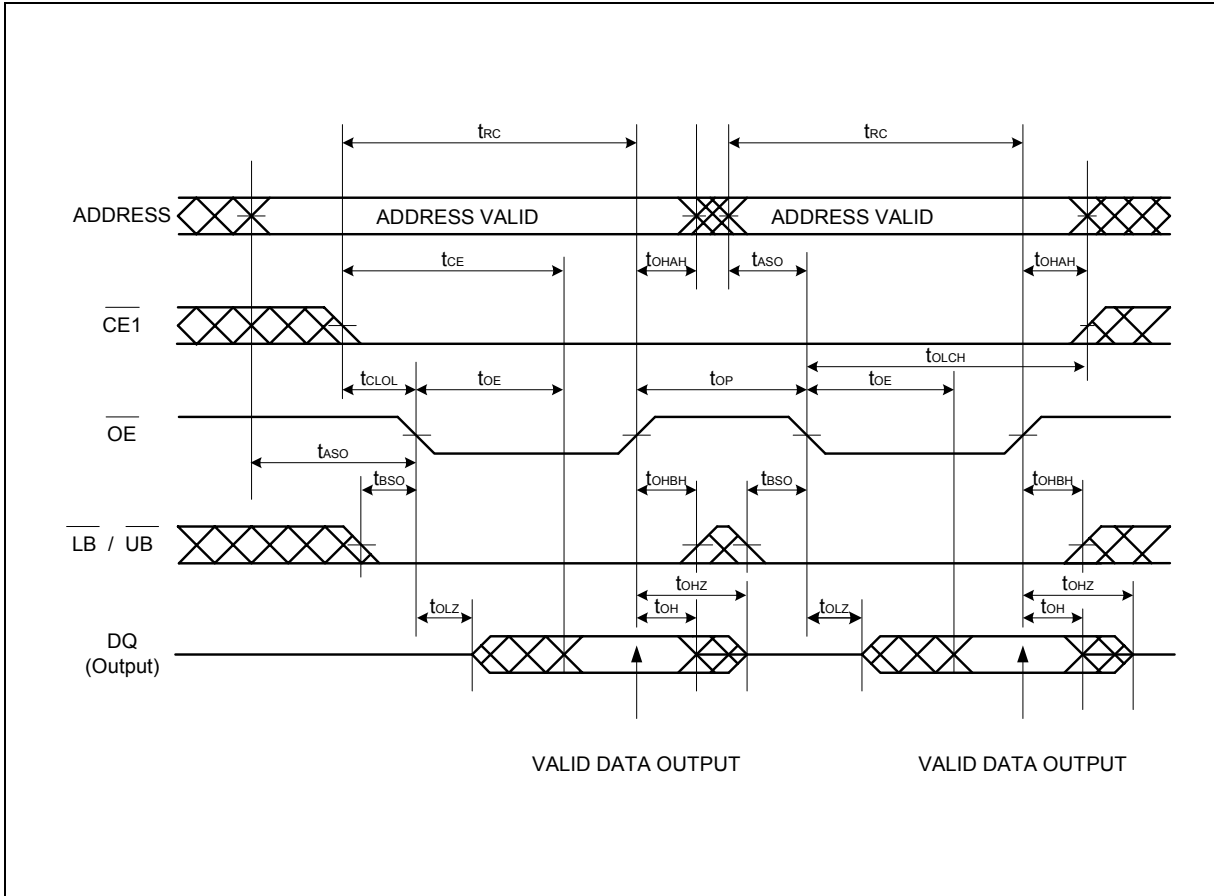 tRC tRC
ADDRESS ADDRESS VALID ADDRESS VALID
tCE tOHAH tASO tOHAH
CE1
tOLCH
tCLOL tOE tOP tOE
OE
tASO
tBSO tOHBH tBSO tOHBH
LB / UB
tOHZ tOHZ
tOLZ tOH tOLZ tOH
DQ
(Output)
VALID DATA OUTPUT VALID DATA OUTPUT